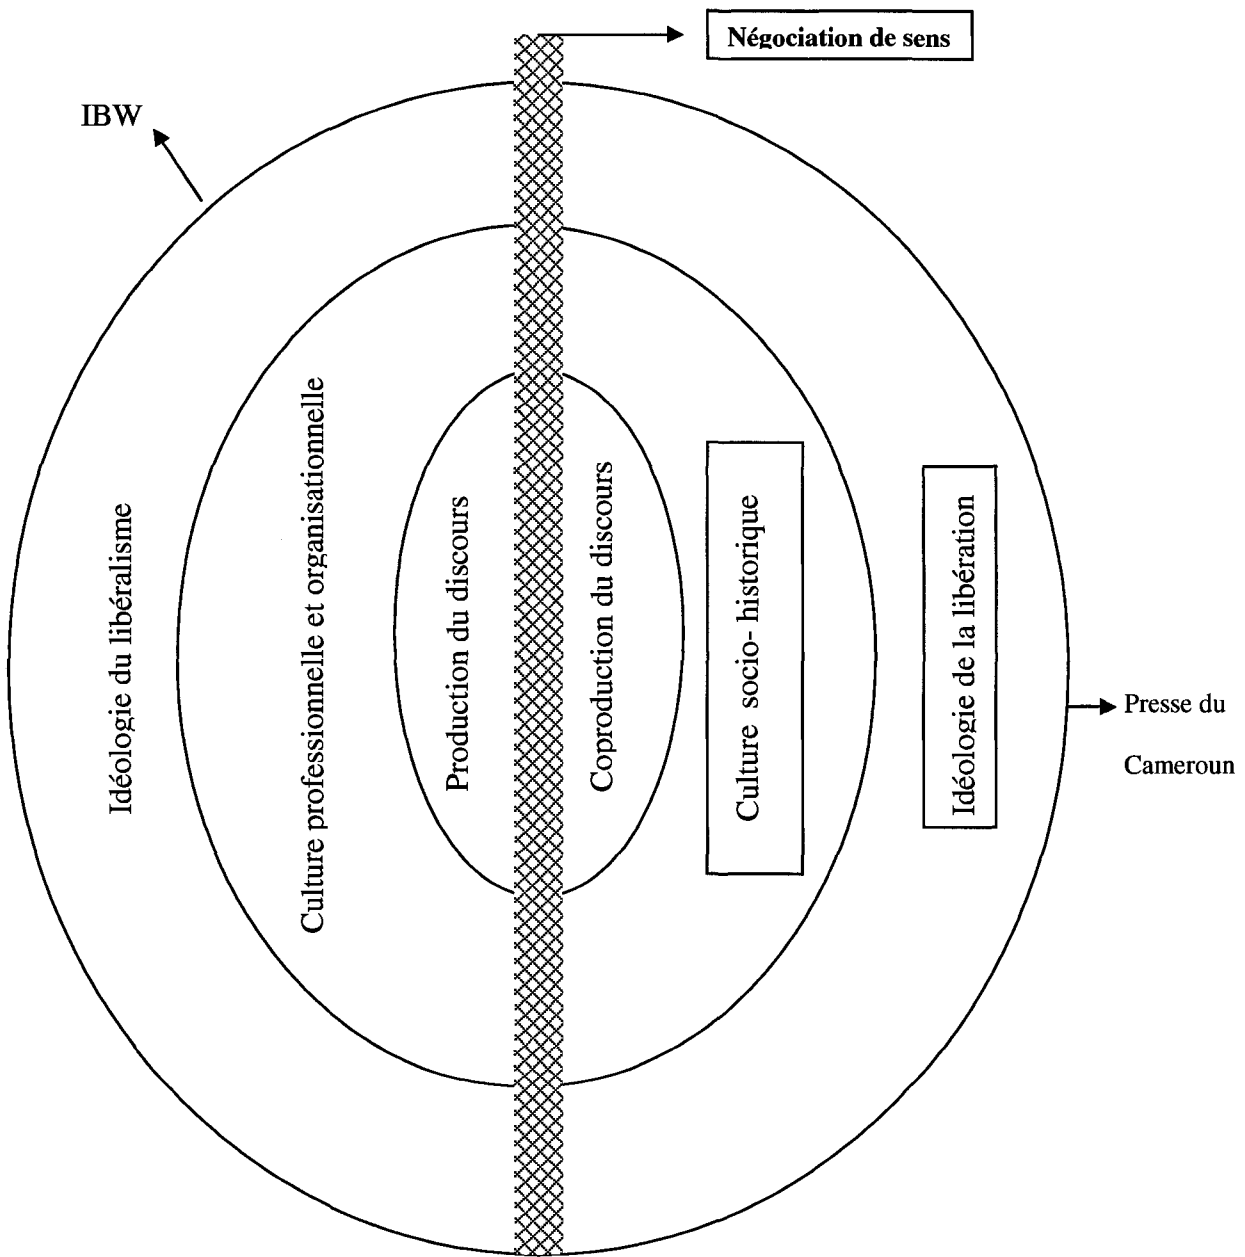 Négociation de sens
IBW
Idéologie du libéralisme
Culture professionnelle et organisationnelle
Production du discours
Coproduction du discours
Culture socio- historique
Idéologie de la libération
Presse du
Cameroun